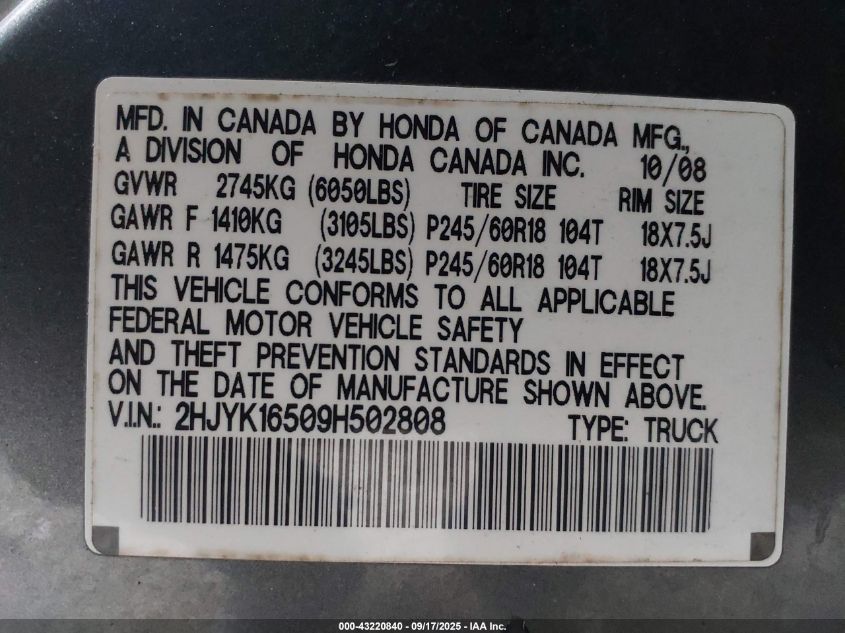 MFD. IN CANADA BY HONDA OF CANADA MFG.,
A DIVISION OF HONDA CANADA INC. 10/08
GVWR 2745KG (6050LBS) TIRE SIZE RIM SIZE
GAWR F 1410KG (3105LBS) P245/60R18 104T 18X7.5J
GAWR R 1475KG (3245LBS) P245/60R18 104T 18X7.5J
THIS VEHICLE CONFORMS TO ALL APPLICABLE
FEDERAL MOTOR VEHICLE SAFETY
AND THEFT PREVENTION STANDARDS IN EFFECT
ON THE DATE OF MANUFACTURE SHOWN ABOVE.
V.I.N.: 2HJYK16509H502808 TYPE: TRUCK
000-43220840 - 09/17/2025 - IAA Inc.